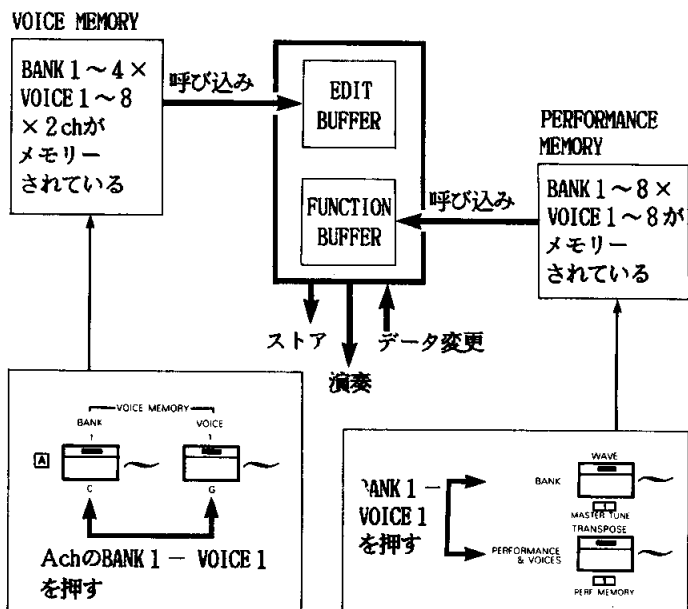 VOICE MEMORY
BANK 1～4×
VOICE 1～8
×2chが
メモリー
されている
呼び込み
EDIT
BUFFER
FUNCTION
BUFFER
PERFORMANCE
MEMORY
呼び込み
BANK 1～8×
VOICE 1～8が
メモリー
されている
ストア
データ変更
演奏
VOICE MEMORY
BANK
VOICE
1
1
A
C
G
AchのBANK 1－ VOICE 1
を押す
BANK 1－
VOICE 1
を押す
WAVE
BANK
MASTER TUNE
TRANSPOSE
PERFORMANCE
& VOICES
PERF MEMORY